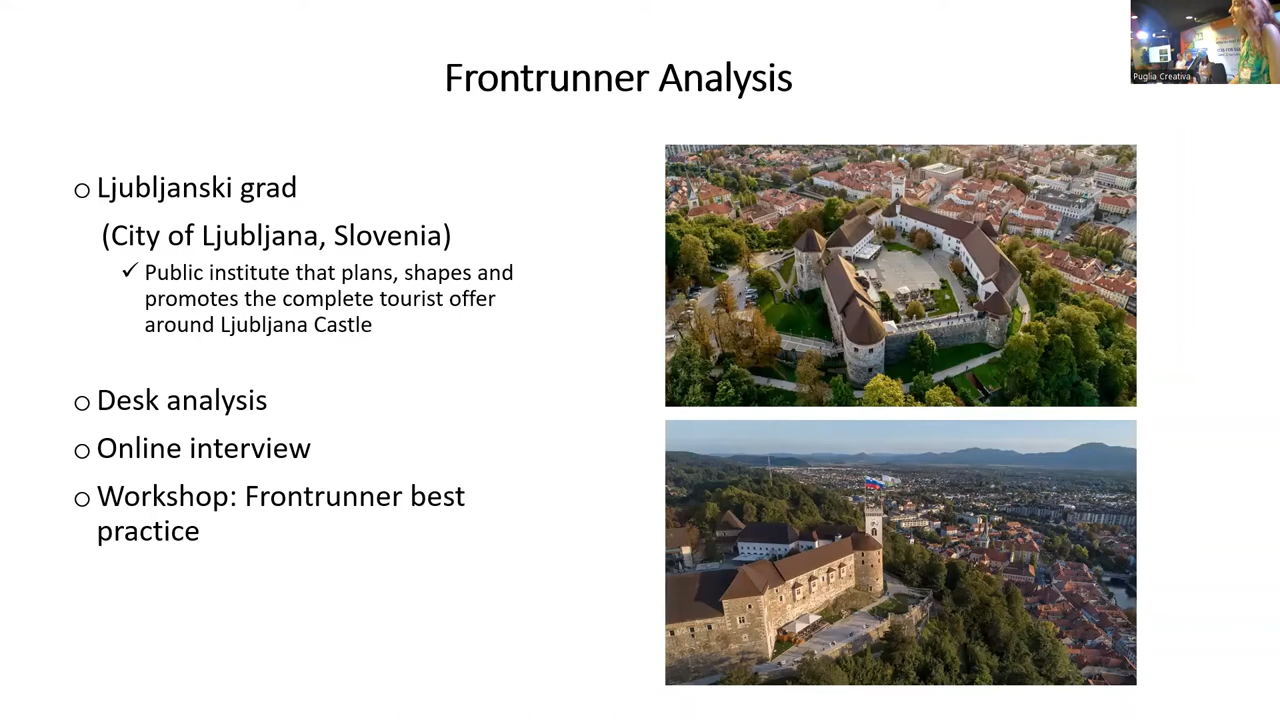 Frontrunner Analysis
Ljubljanski grad
(City of Ljubljana, Slovenia)
✓ Public institute that plans, shapes and
promotes the complete tourist offer
around Ljubljana Castle
Desk analysis
Online interview
Workshop: Frontrunner best
practice
Puglia Creativa